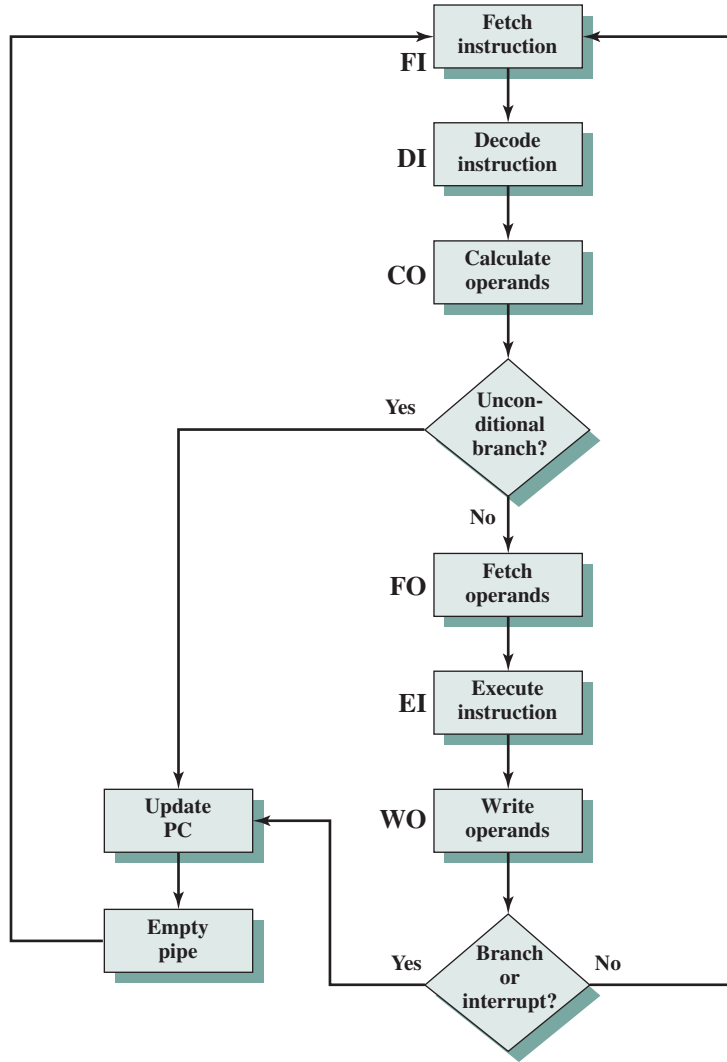 Fetch
instruction
FI
Decode
instruction
DI
Calculate
operands
CO
Yes
Uncon-
ditional
branch?
No
Fetch
operands
FO
Execute
instruction
EI
Update
PC
Write
operands
WO
Empty
pipe
Yes
Branch
or
interrupt?
No